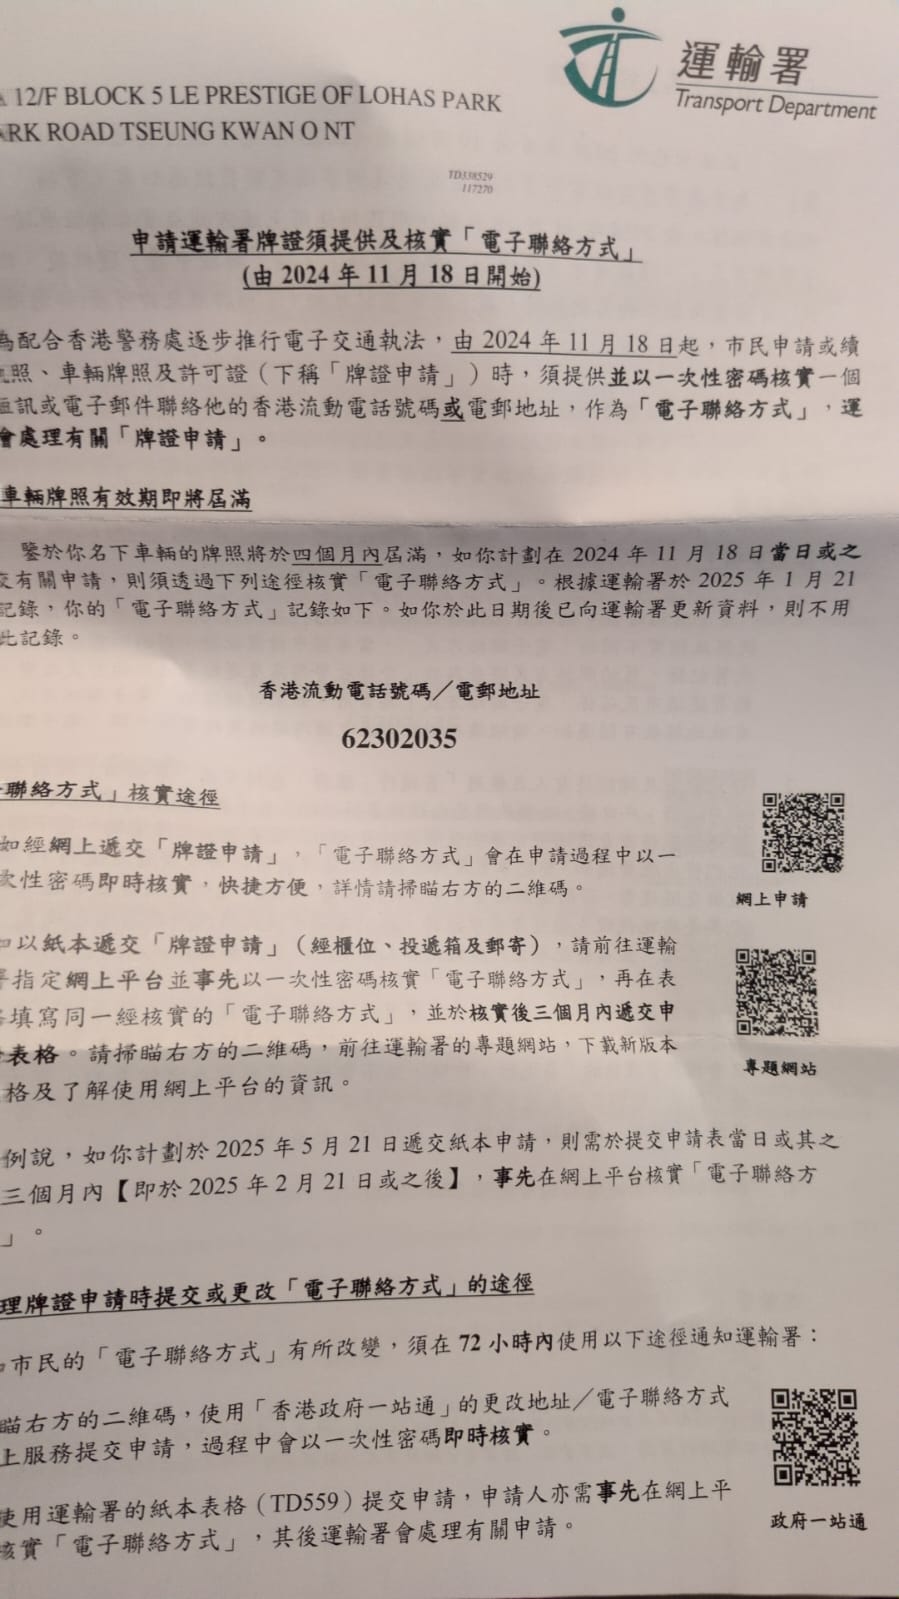 12/F BLOCK 5 LE PRESTIGE OF LOHAS PARK
ARK ROAD TSEUNG KWAN O NT
運輸署
Transport Department
TD338529
117270
申請運輸署牌證須提供及核實「電子聯絡方式」
(由 2024 年 11 月 18 日開始)
為配合香港警務處逐步推行電子交通執法，由 2024 年 11 月 18 日起，市民申請或續
照、車輛牌照及許可證（下稱「牌證申請」）時，須提供並以一次性密碼核實一個
訊或電子郵件聯絡他的香港流動電話號碼或電郵地址，作為「電子聯絡方式」，運
會處理有關「牌證申請」。
車輛牌照有效期即將屆滿
鑒於你名下車輛的牌照將於四個月內屆滿，如你計劃在 2024 年 11 月 18 日當日或之
交有關申請，則須透過下列途徑核實「電子聯絡方式」。根據運輸署於 2025 年 1 月 21
記錄，你的「電子聯絡方式」記錄如下。如你於此日期後已向運輸署更新資料，則不用
此記錄。
香港流動電話號碼／電郵地址
62302035
聯絡方式」核實途徑
如經網上遞交「牌證申請」，「電子聯絡方式」會在申請過程中以一
次性密碼即時核實，快捷方便，詳情請掃瞄右方的二維碼。
網上申請
如以紙本遞交「牌證申請」（經櫃位、投遞箱及郵寄），請前往運輸
指定網上平台並事先以一次性密碼核實「電子聯絡方式」，再在表
填寫同一經核實的「電子聯絡方式」，並於核實後三個月內遞交申
表格。請掃瞄右方的二維碼，前往運輸署的專題網站，下載新版本
格及了解使用網上平台的資訊。
專題網站
例說，如你計劃於 2025 年 5 月 21 日遞交紙本申請，則需於提交申請表當日或其之
三個月內【即於 2025 年 2 月 21 日或之後】，事先在網上平台核實「電子聯絡方
」。
理牌證申請時提交或更改「電子聯絡方式」的途徑
市民的「電子聯絡方式」有所改變，須在 72 小時內使用以下途徑通知運輸署：
瞄右方的二維碼，使用「香港政府一站通」的更改地址／電子聯絡方式
上服務提交申請，過程中會以一次性密碼即時核實。
使用運輸署的紙本表格（TD559）提交申請，申請人亦需事先在網上平
核實「電子聯絡方式」，其後運輸署會處理有關申請。
政府一站通